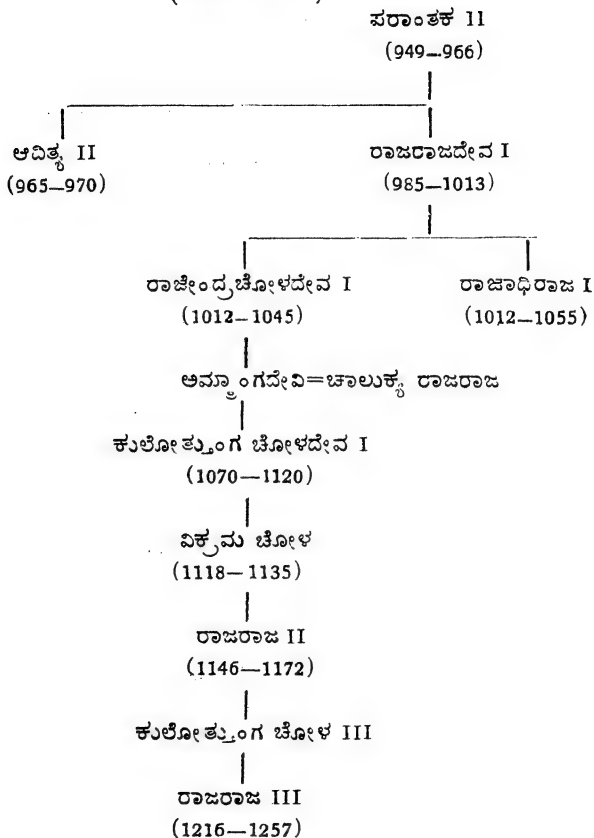 ಪರಾಂತಕ II
(949–966)
ಆದಿತ್ಯ II ರಾಜರಾಜದೇವ I
(965–970) (985–1013)
ರಾಜೇಂದ್ರಚೋಳದೇವ I ರಾಜಾಧಿರಾಜ I
(1012–1045) (1012–1055)
ಅಮ್ಮಾಂಗದೇವಿ=ಚಾಲುಕ್ಯ ರಾಜರಾಜ
ಕುಲೋತ್ತುಂಗ ಚೋಳದೇವ I
(1070—1120)
ವಿಕ್ರಮ ಚೋಳ
(1118—1135)
ರಾಜರಾಜ II
(1146—1172)
ಕುಲೋತ್ತುಂಗ ಚೋಳ III
ರಾಜರಾಜ III
(1216—1257)